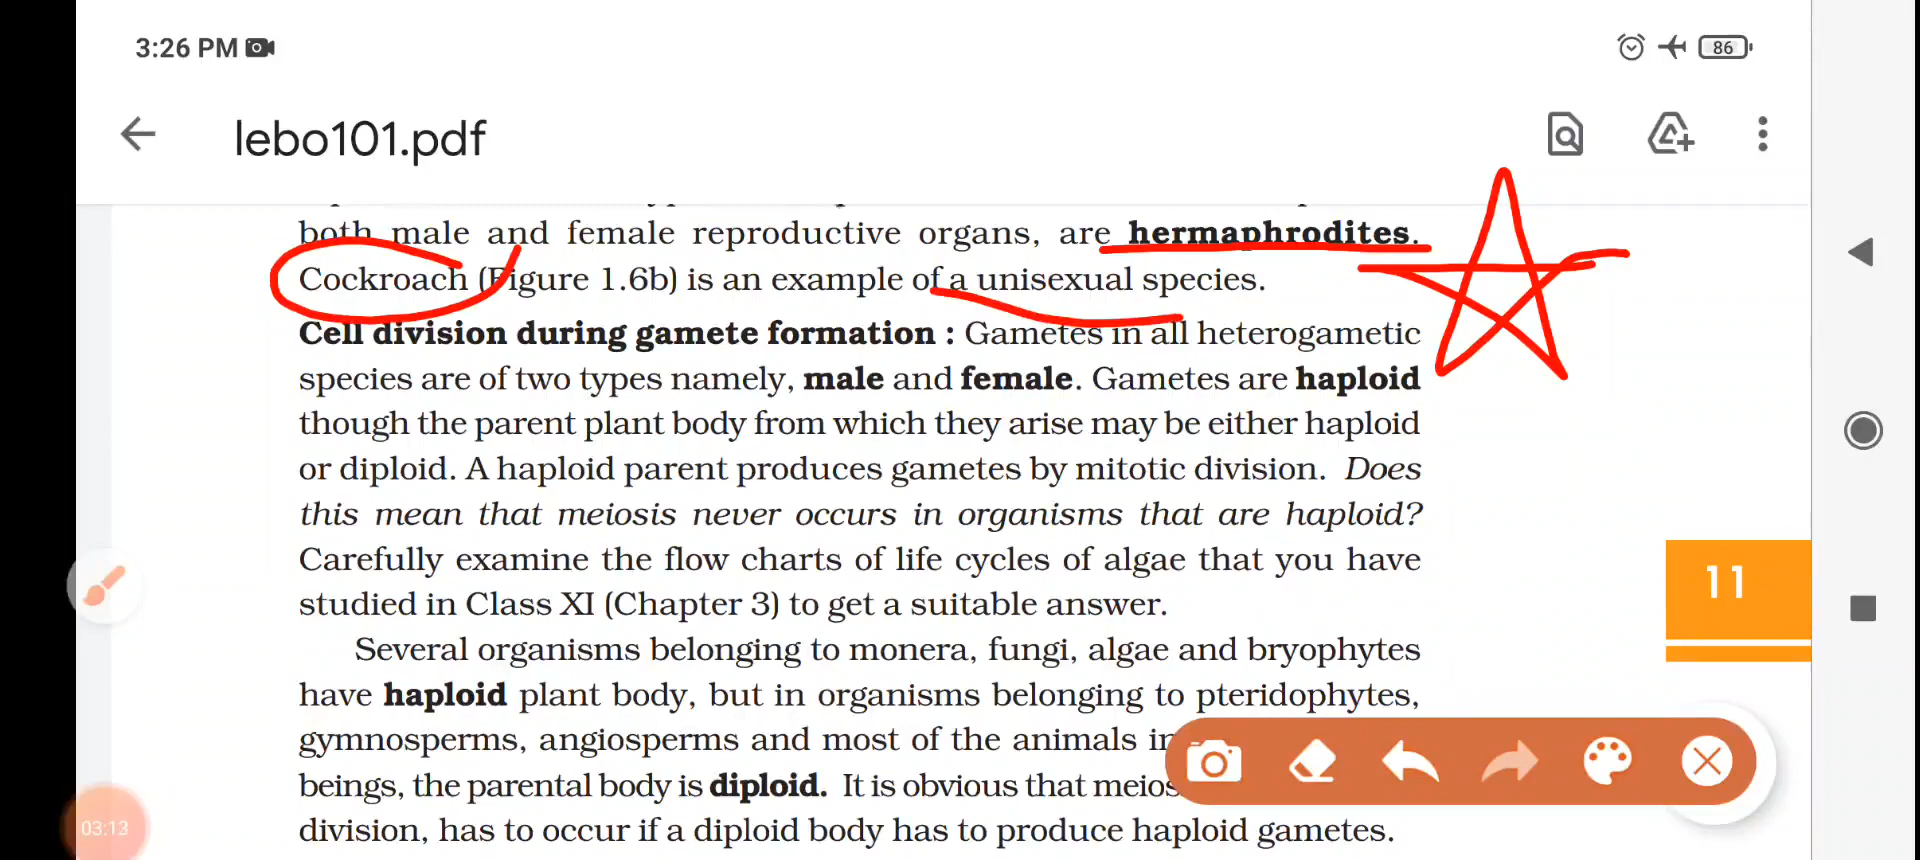 3:26 PM
86
lebo101.pdf
both male and female reproductive organs, are hermaphrodites.
Cockroach (Figure 1.6b) is an example of a unisexual species.
Cell division during gamete formation : Gametes in all heterogametic
species are of two types namely, male and female. Gametes are haploid
though the parent plant body from which they arise may be either haploid
or diploid. A haploid parent produces gametes by mitotic division. Does
this mean that meiosis never occurs in organisms that are haploid?
Carefully examine the flow charts of life cycles of algae that you have
studied in Class XI (Chapter 3) to get a suitable answer.
11
Several organisms belonging to monera, fungi, algae and bryophytes
have haploid plant body, but in organisms belonging to pteridophytes,
gymnosperms, angiosperms and most of the animals
beings, the parental body is diploid. It is obvious that
division, has to occur if a diploid body has to produce haploid gametes.
03:13